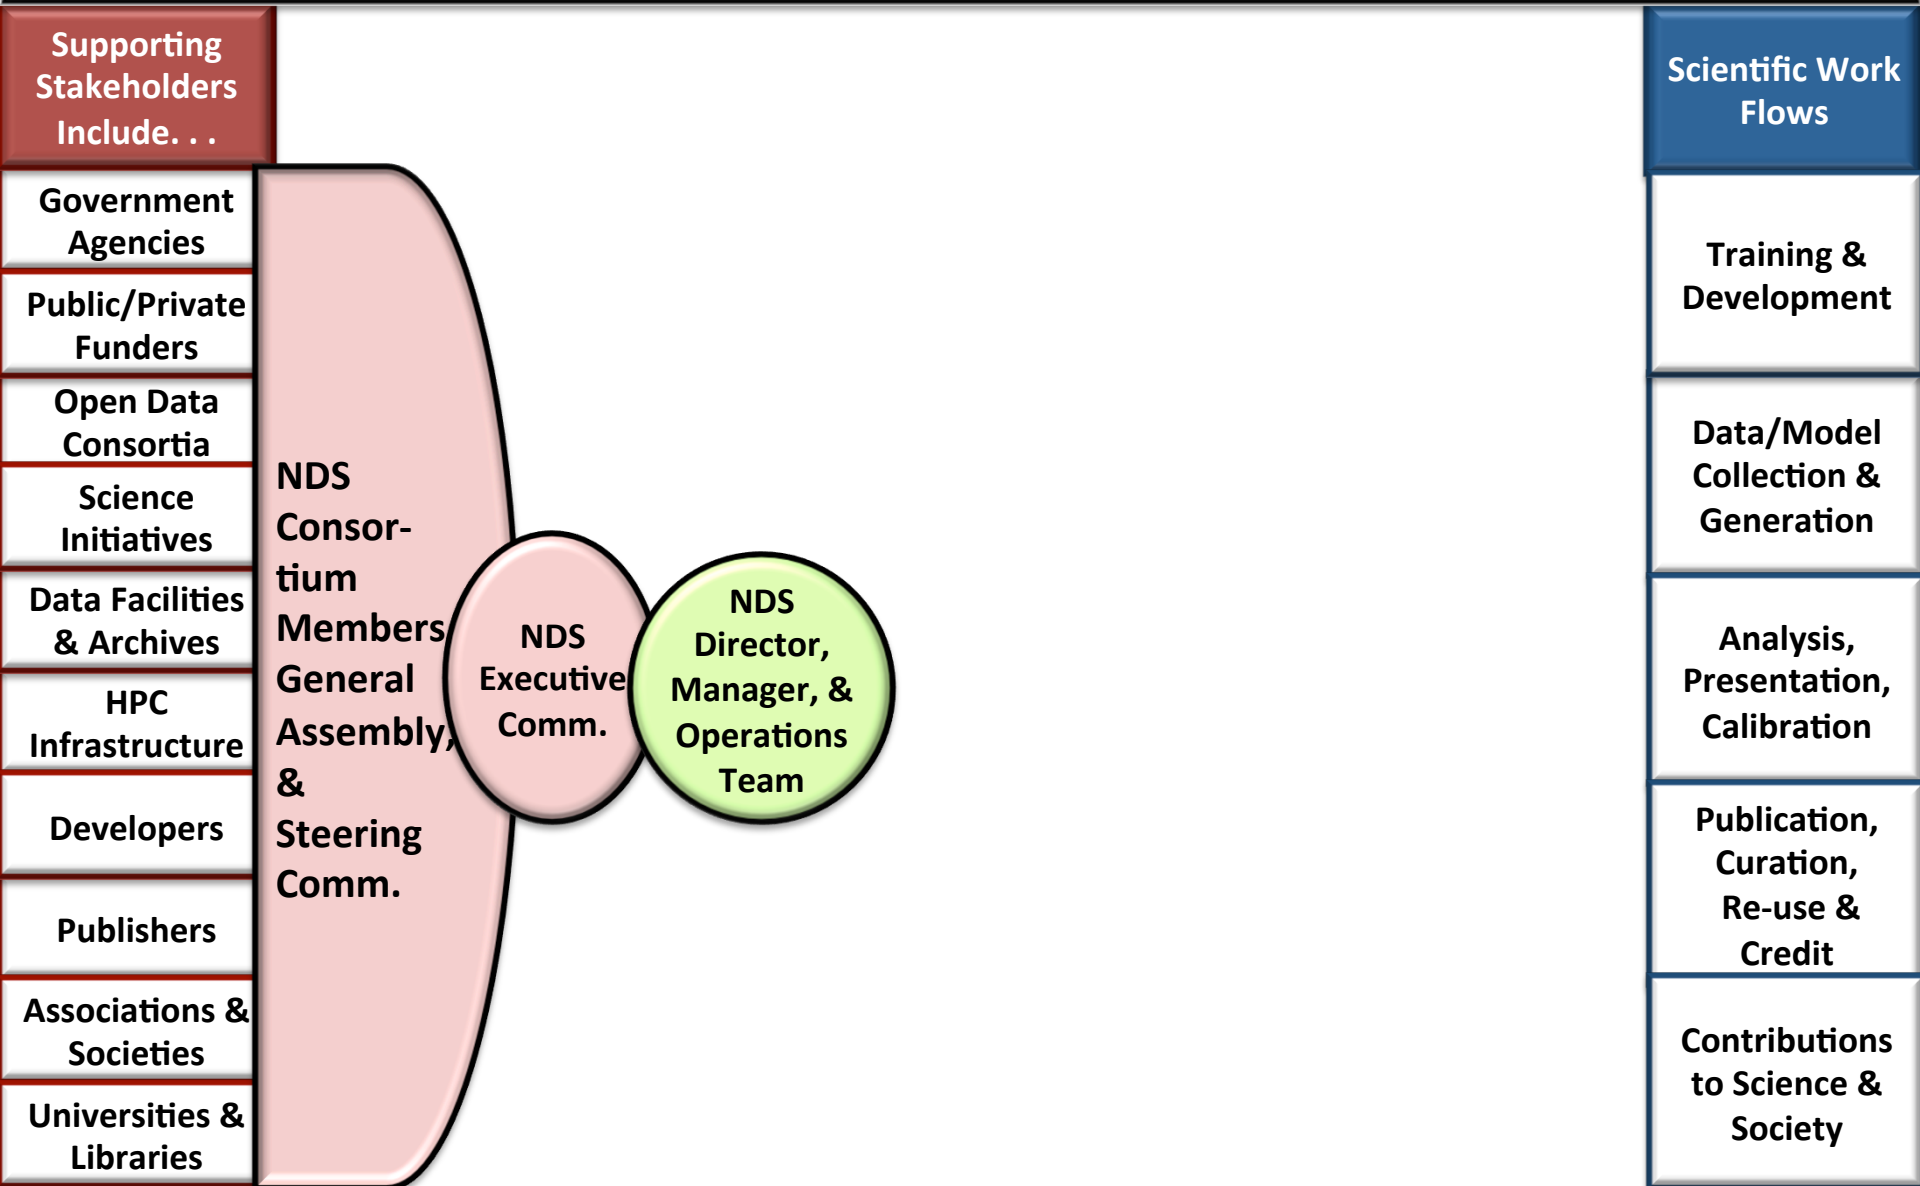 Supporting
Stakeholders
Include. . .
Government
Agencies
Public/Private
Funders
Open Data
Consortia
Science
Initiatives
Data Facilities
& Archives
HPC
Infrastructure
Developers
Publishers
Associations &
Societies
Universities &
Libraries
NDS
Consor-
tium
Members
General
Assembly,
&
Steering
Comm.
NDS
Executive
Comm.
NDS
Director,
Manager, &
Operations
Team
Scientific Work
Flows
Training &
Development
Data/Model
Collection &
Generation
Analysis,
Presentation,
Calibration
Publication,
Curation,
Re-use &
Credit
Contributions
to Science &
Society